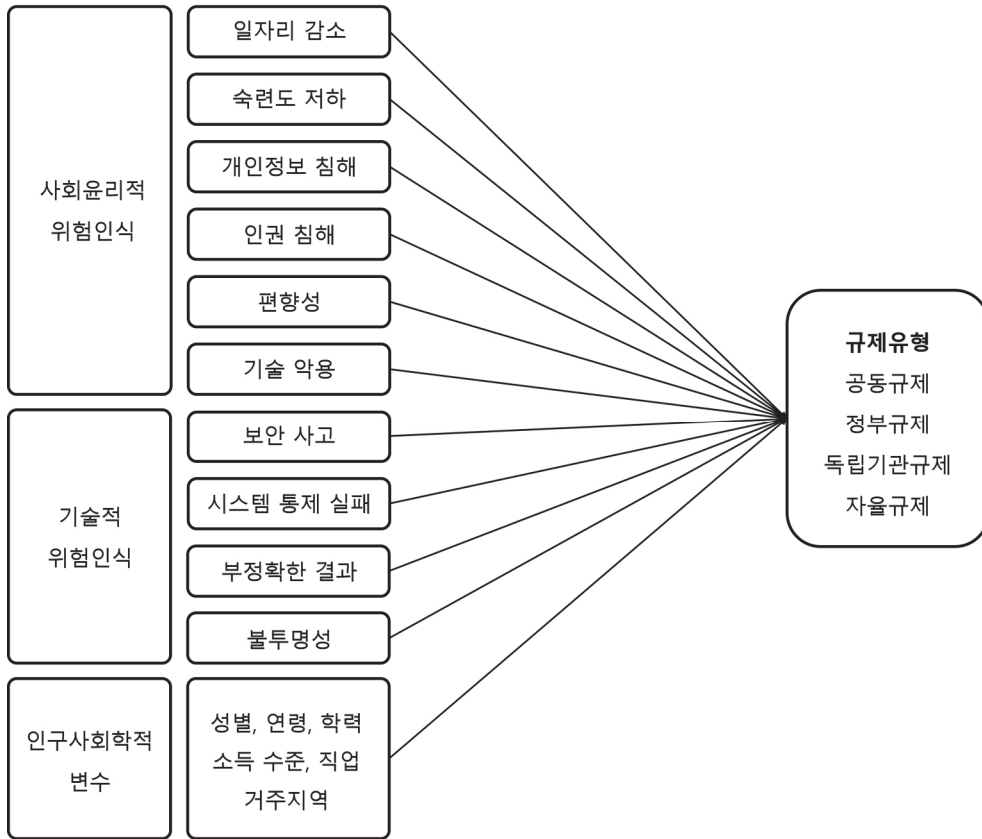 사회윤리적
위험인식
일자리 감소
숙련도 저하
개인정보 침해
인권 침해
편향성
기술 악용
기술적
위험인식
보안 사고
시스템 통제 실패
부정확한 결과
불투명성
인구사회학적
변수
성별, 연령, 학력
소득 수준, 직업
거주지역
규제유형
공동규제
정부규제
독립기관규제
자율규제